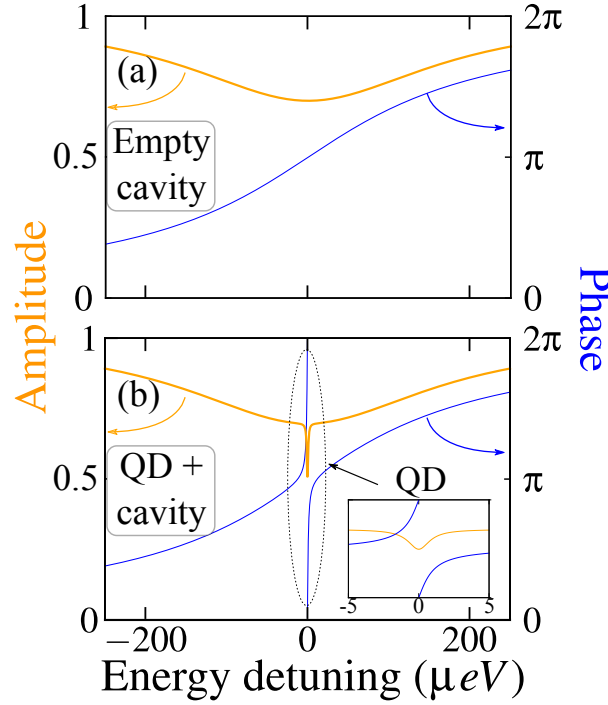 1
2π
(a)
Empty
cavity
0.5
π
0
0
Amplitude
Phase
1
2π
(b)
QD +
cavity
QD
0.5
π
-5
0
5
0
0
−200
0
200
Energy detuning (μeV)